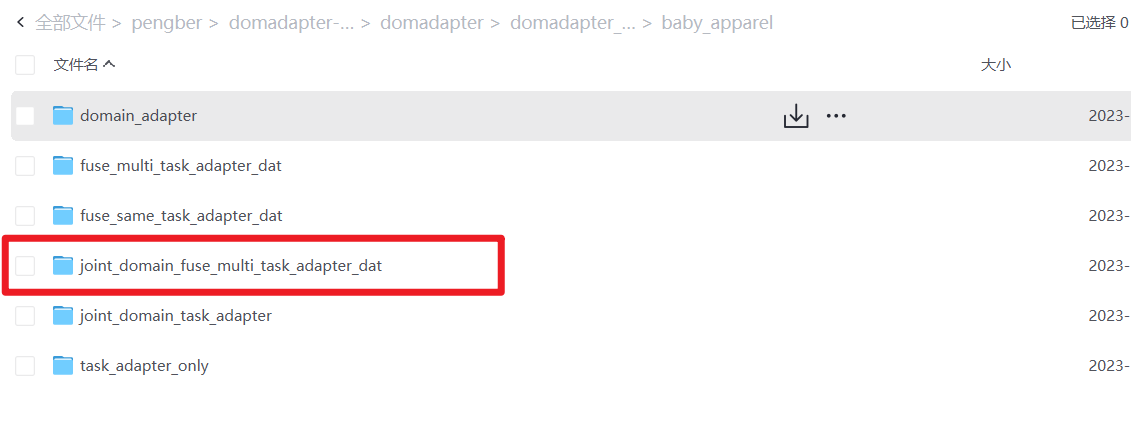 全部文件 > pengber > domadapter-... > domadapter > domadapter_... > baby_apparel 已选择 0
文件名 大小
domain_adapter 2023-
fuse_multi_task_adapter_dat 2023-
fuse_same_task_adapter_dat 2023-
joint_domain_fuse_multi_task_adapter_dat 2023-
joint_domain_task_adapter 2023-
task_adapter_only 2023-